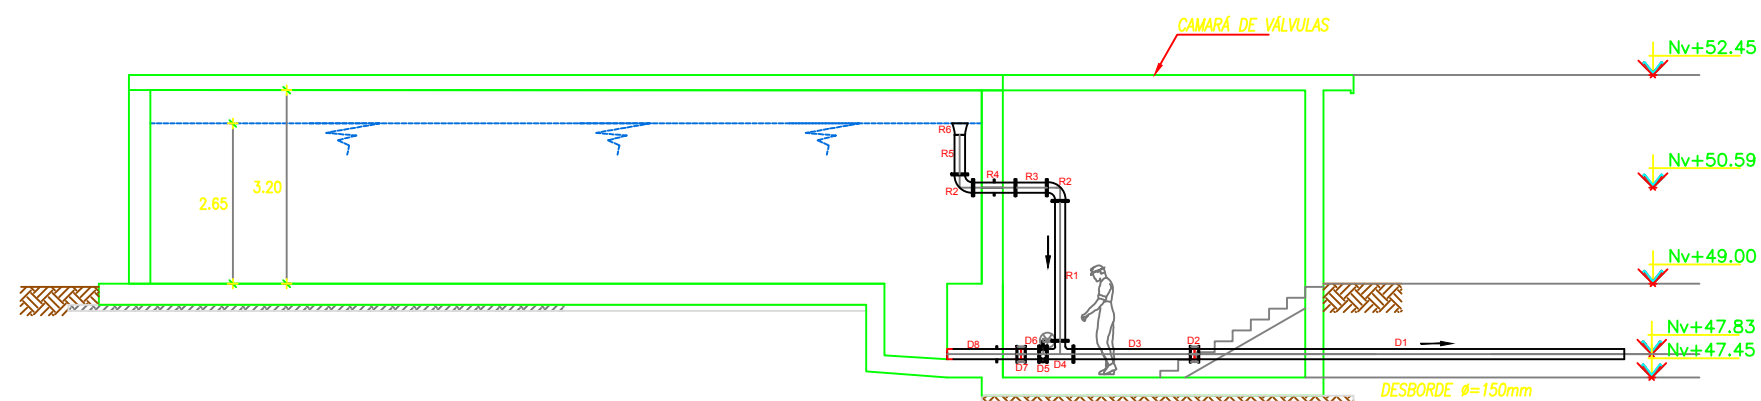 CAMARÁ DE VÁLVULAS
Nv+52.45
R6
R5
R4
R3
R2
R2
Nv+50.59
3.20
2.65
Nv+49.00
R1
Nv+47.83
D8
D6
D7
D5
D4
D3
D2
D1
Nv+47.45
DESBORDE ø=150mm